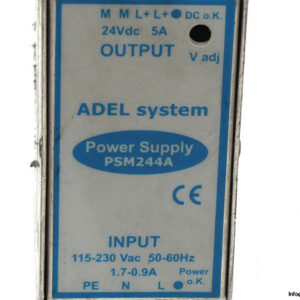 M M L+ L+ DC o.K.
24Vdc 5A
OUTPUT
V adj
ADEL system
Power Supply
PSM244A
CE
INPUT
115-230 Vac 50-60Hz
1.7-0.9A Power
PE N L o.K.